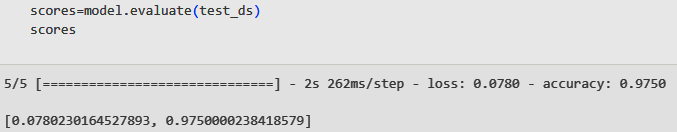 scores=model.evaluate(test_ds)
scores
5/5 [==============================] - 2s 262ms/step - loss: 0.0780 - accuracy: 0.9750
[0.0780230164527893, 0.9750000238418579]